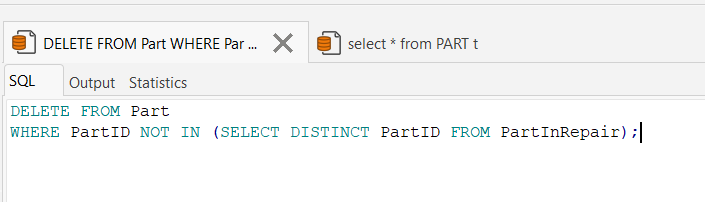 DELETE FROM Part WHERE Par ...
select * from PART t
SQL
Output
Statistics
DELETE FROM Part
WHERE PartID NOT IN (SELECT DISTINCT PartID FROM PartInRepair);